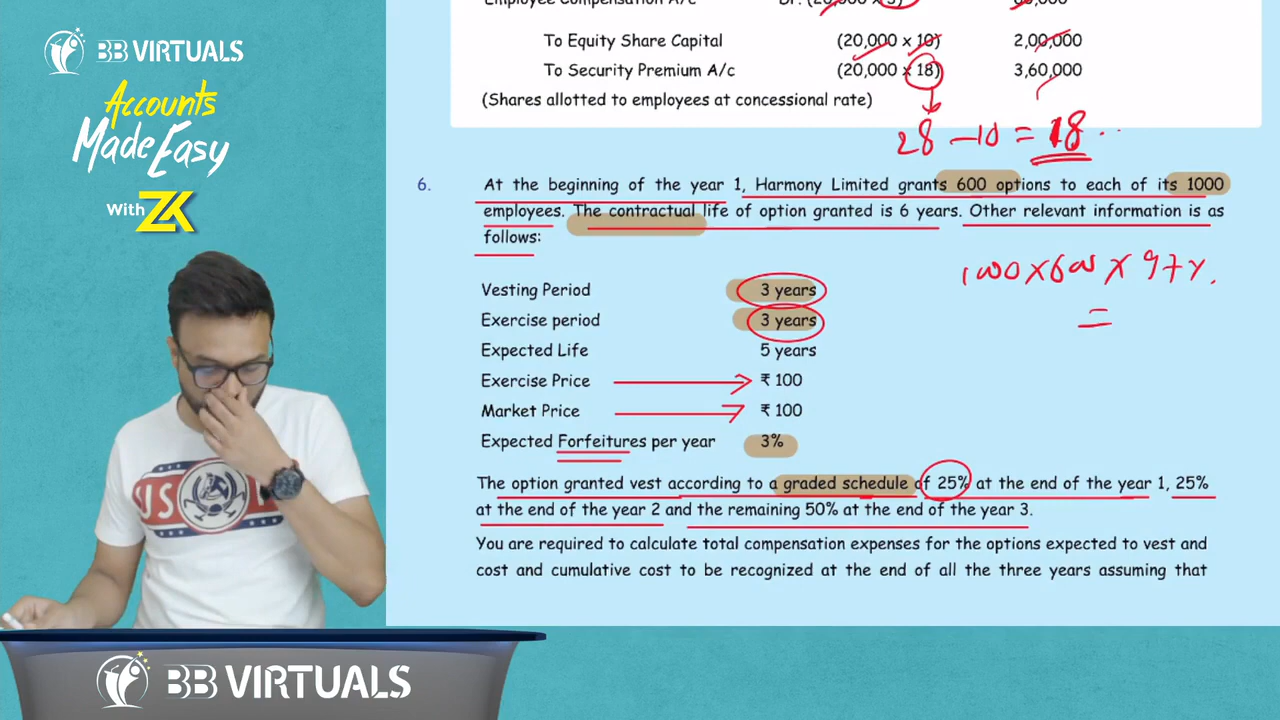 BB VIRTUALS
Accounts
Made Easy
With ZK
(20,000 x
To Equity Share Capital (20,000 x 10) 2,00,000
To Security Premium A/c (20,000 x 18) 3,60,000
(Shares allotted to employees at concessional rate)
28 - 10 = 18
6. At the beginning of the year 1, Harmony Limited grants 600 options to each of its 1000
employees. The contractual life of option granted is 6 years. Other relevant information is as
follows:
1000 x 600 x 97%.
=
Vesting Period 3 years
Exercise period 3 years
Expected Life 5 years
Exercise Price ₹ 100
Market Price ₹ 100
Expected Forfeitures per year 3%
The option granted vest according to a graded schedule of 25% at the end of the year 1, 25%
at the end of the year 2 and the remaining 50% at the end of the year 3.
You are required to calculate total compensation expenses for the options expected to vest and
cost and cumulative cost to be recognized at the end of all the three years assuming that
US
BB VIRTUALS